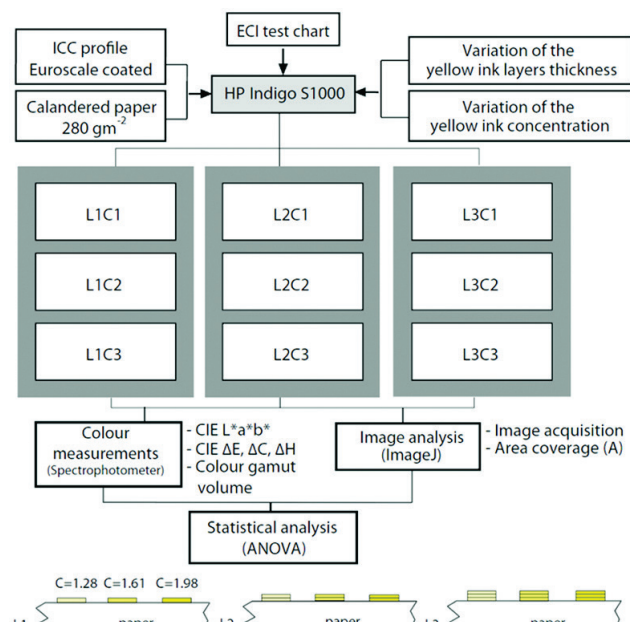 ECI test chart
ICC profile
Euroscale coated
Calandered paper
280 gm⁻²
HP Indigo S1000
Variation of the
yellow ink layers thickness
Variation of the
yellow ink concentration
L1C1
L2C1
L3C1
L1C2
L2C2
L3C2
L1C3
L2C3
L3C3
Colour
measurements
(Spectrophotometer)
- CIE L*a*b*
- CIE ΔE, ΔC, ΔH
- Colour gamut
volume
Image analysis
(ImageJ)
- Image acquisition
- Area coverage (A)
Statistical analysis
(ANOVA)
C=1.28 C=1.61 C=1.98
paper
paper
paper